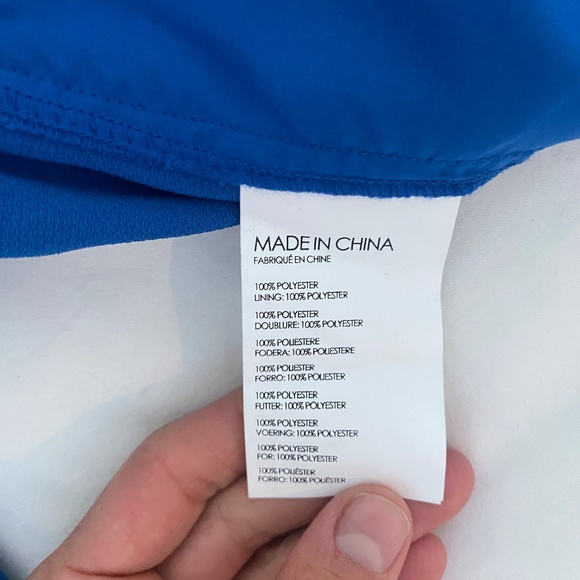 MADE IN CHINA
FABRIQUÉ EN CHINE
100% POLYESTER
LINING: 100% POLYESTER
100% POLYESTER
DOUBLURE: 100% POLYESTER
100% POLIESTERE
FODERA: 100% POLIESTERE
100% POLIESTER
FORRO: 100% POLIESTER
100% POLYESTER
FUTTER: 100% POLYESTER
100% POLYESTER
VOERING: 100% POLYESTER
100% POLYESTER
FOR: 100% POLYESTER
100% POLIÉSTER
FORRO: 100% POLIÉSTER